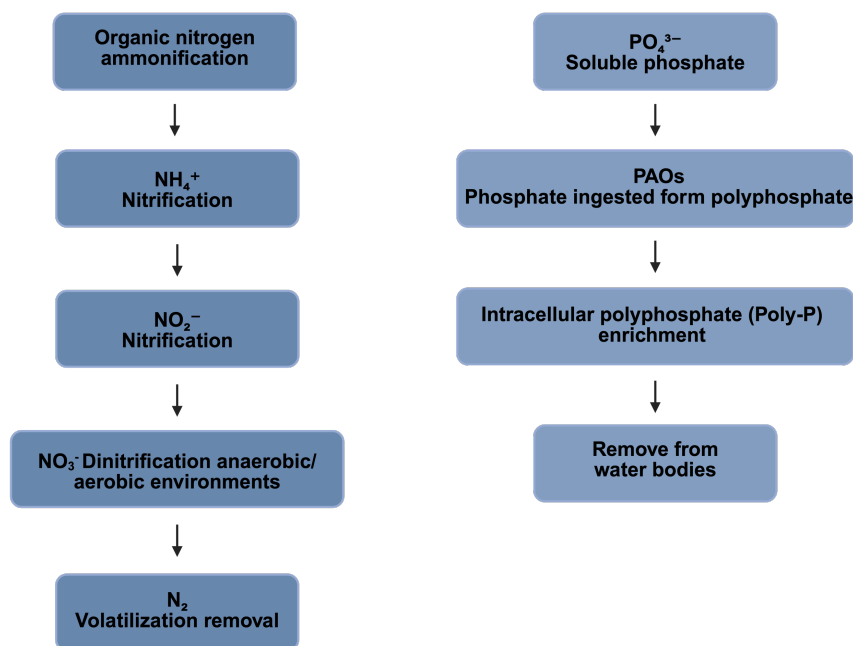 Organic nitrogen
ammonification
NH₄⁺
Nitrification
NO₂⁻
Nitrification
NO₃⁻ Dinitrification anaerobic/
aerobic environments
N₂
Volatilization removal
PO₄³⁻
Soluble phosphate
PAOs
Phosphate ingested form polyphosphate
Intracellular polyphosphate (Poly-P)
enrichment
Remove from
water bodies